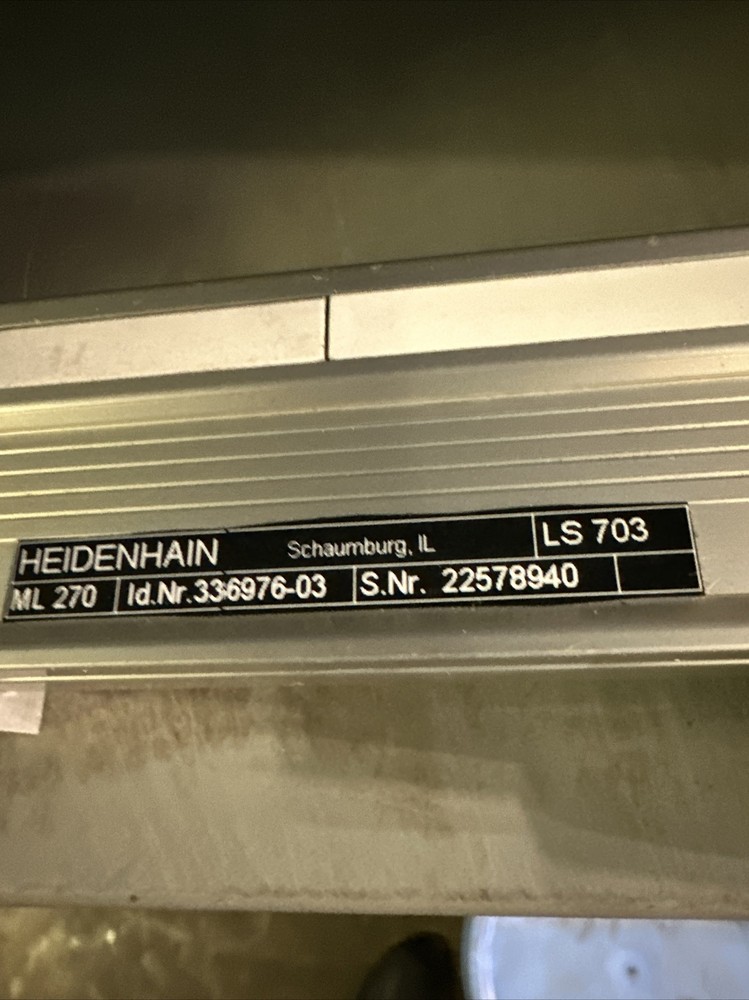 HEIDENHAIN Schaumburg, IL LS 703
ML 270 Id.Nr.336976-03 S.Nr. 22578940